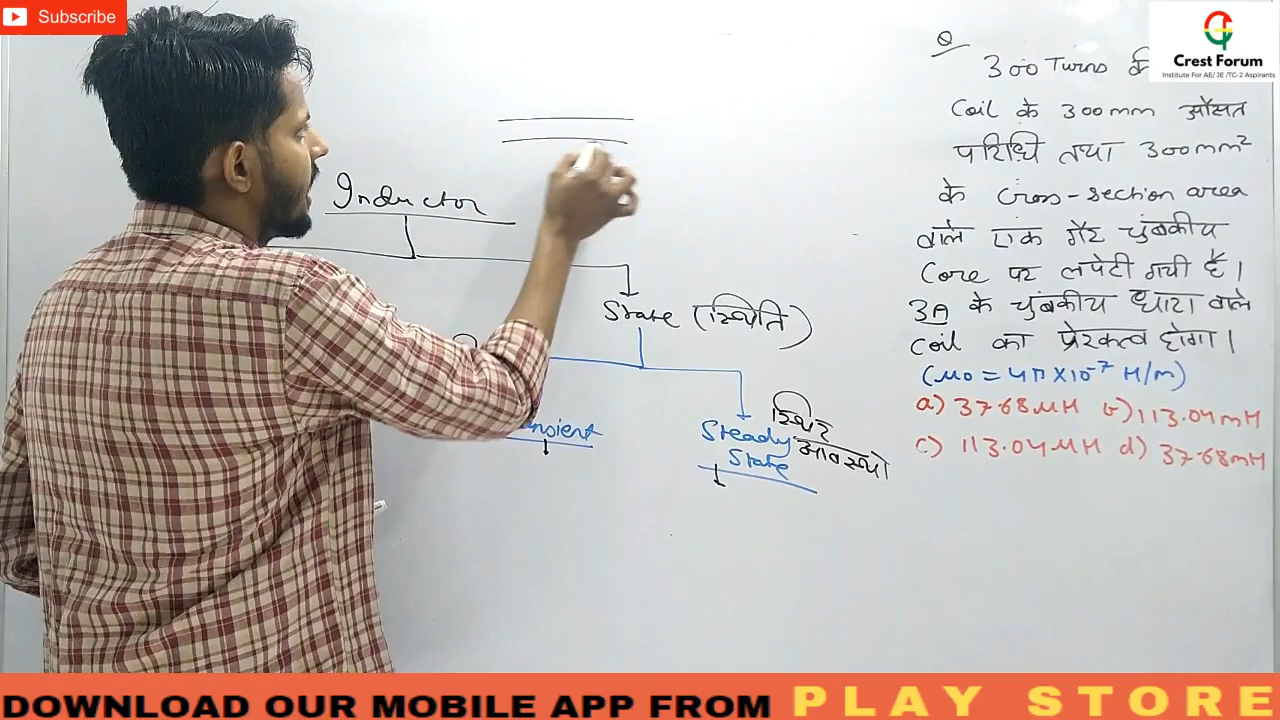 Subscribe
Crest Forum
Institute For AE/ JE /TC-2 Aspirants
Q
300 Turns की
Coil के 300mm औसत
परिधि तथा 300mm²
के Cross-section area
वाले एक गैर चुंबकीय
Core पर लपेटी गयी है।
3A के चुंबकीय धारा वाले
Coil का प्रेरकत्व होगा।
(μ0 = 4π×10⁻⁷ H/m)
a) 37.68μH b) 113.04mH
c) 113.04μH d) 37.68mH
Inductor
State (स्थिति)
Steady State
स्थिर
DOWNLOAD OUR MOBILE APP FROM PLAY STORE